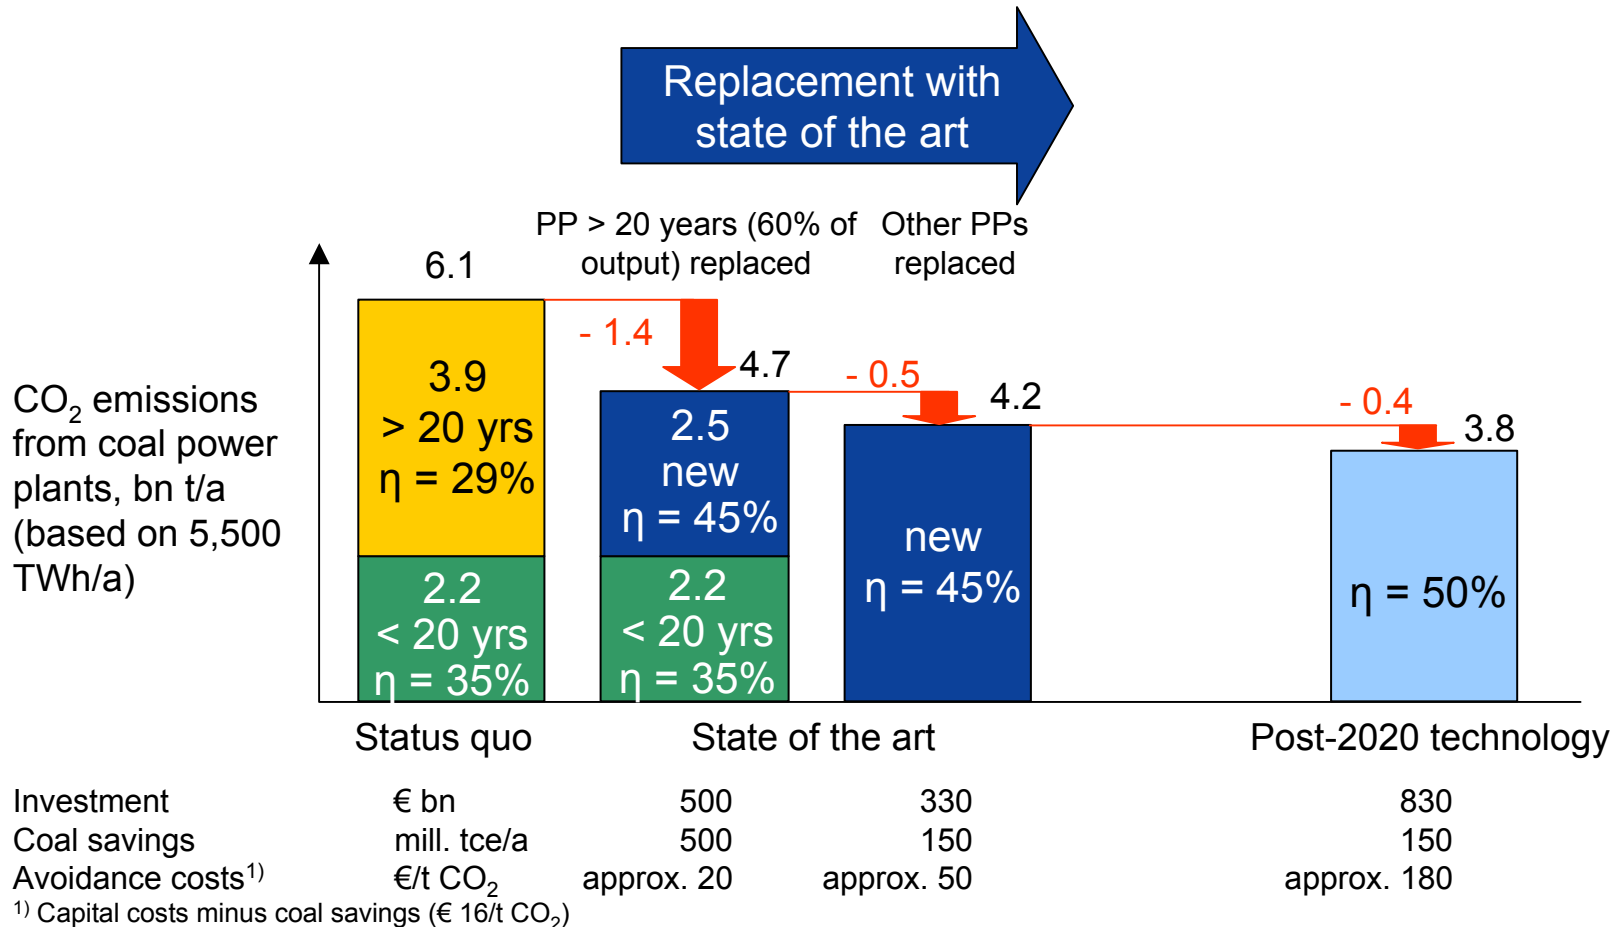 Replacement with
state of the art
PP > 20 years (60% of
output) replaced
Other PPs
replaced
6.1
- 1.4
4.7
- 0.5
4.2
- 0.4
3.8
CO₂ emissions
from coal power
plants, bn t/a
(based on 5,500
TWh/a)
3.9
> 20 yrs
η = 29%
2.2
< 20 yrs
η = 35%
2.5
new
η = 45%
2.2
< 20 yrs
η = 35%
new
η = 45%
η = 50%
Status quo
State of the art
Post-2020 technology
Investment € bn 500 330 830
Coal savings mill. tce/a 500 150 150
Avoidance costs¹⁾ €/t CO₂ approx. 20 approx. 50 approx. 180
¹⁾ Capital costs minus coal savings (€ 16/t CO₂)